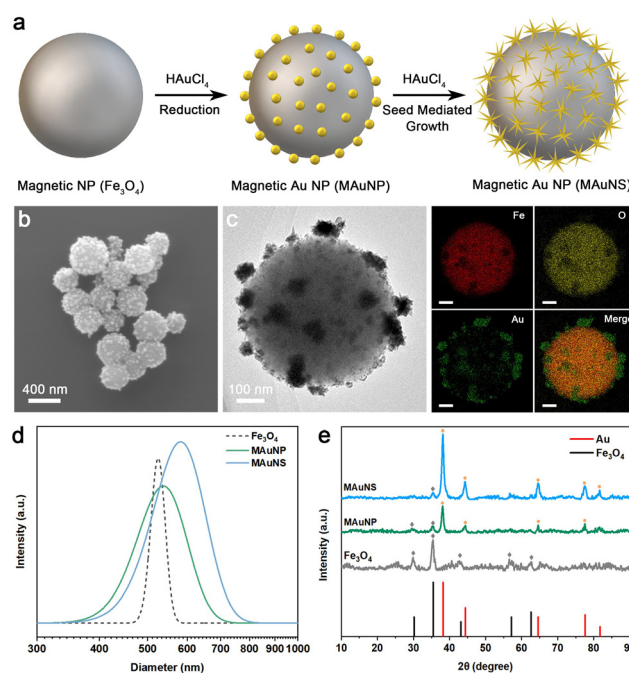 a
HAuCl₄
Reduction
HAuCl₄
Seed Mediated
Growth
Magnetic NP (Fe₃O₄)
Magnetic Au NP (MAuNP)
Magnetic Au NP (MAuNS)
b
400 nm
c
100 nm
Fe
O
Au
Merge
d
Fe₃O₄
MAuNP
MAuNS
Intensity (a.u.)
300 400 500 600 700 800 900 1000
Diameter (nm)
e
Au
Fe₃O₄
MAuNS
MAuNP
Fe₃O₄
Intensity (a.u.)
10 20 30 40 50 60 70 80 90
2θ (degree)